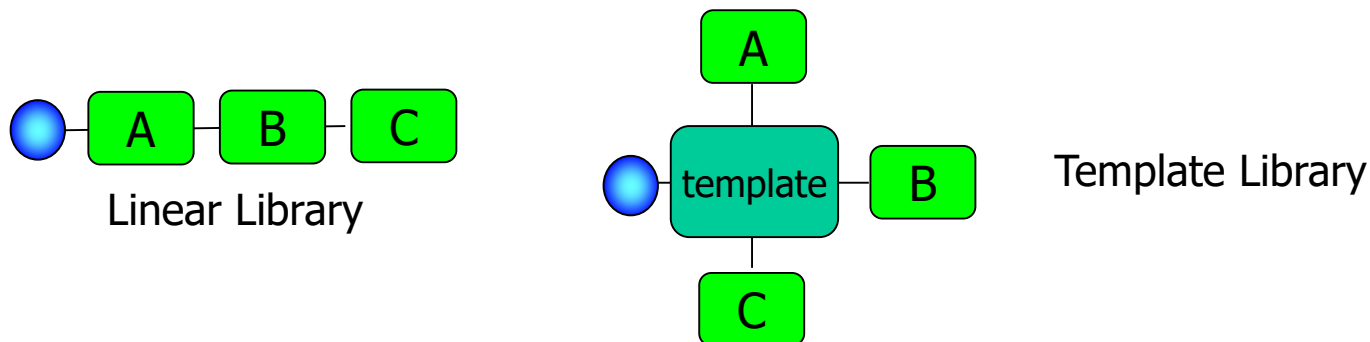 A B C
Linear Library
A
template
B
C
Template Library